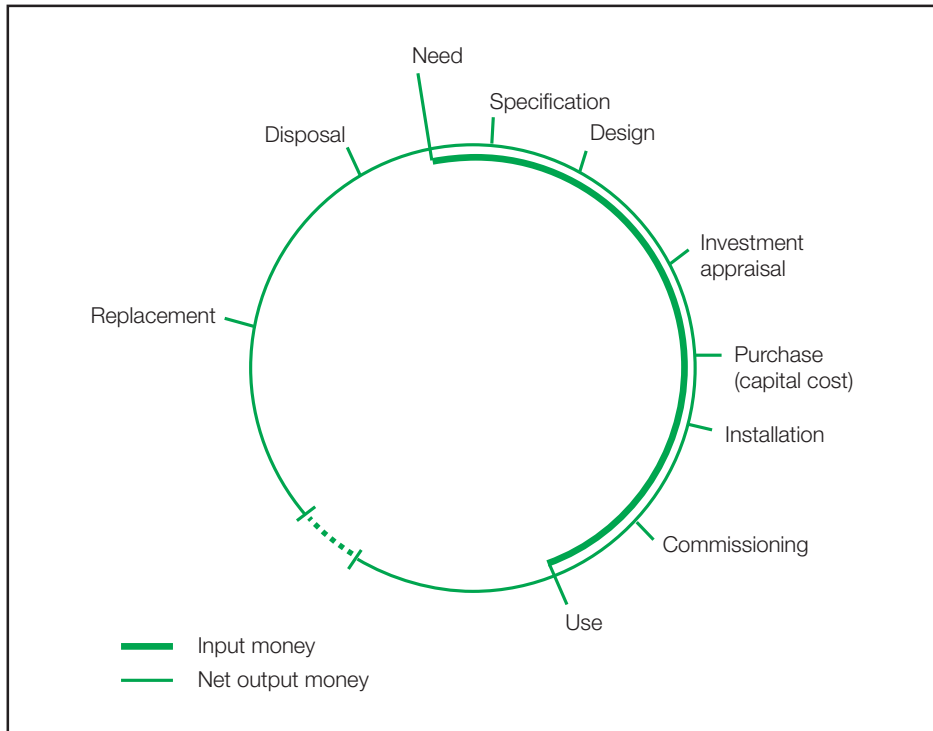 Need
Specification
Design
Disposal
Investment
appraisal
Replacement
Purchase
(capital cost)
Installation
Commissioning
Use
Input money
Net output money